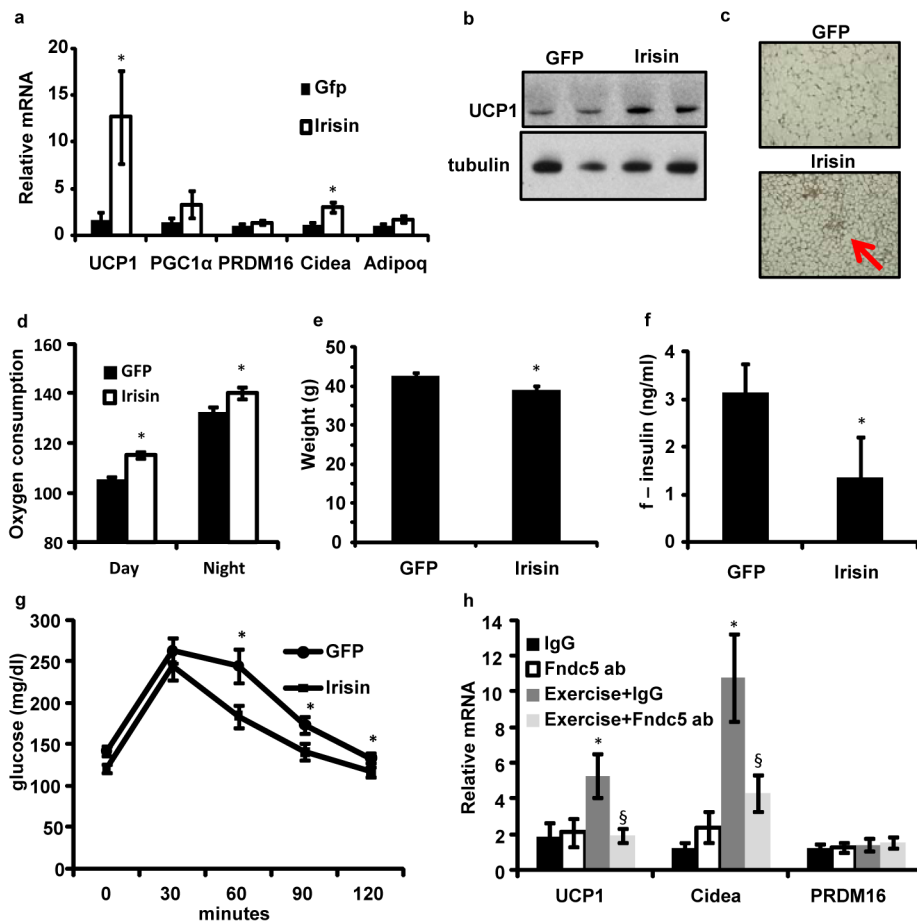 a
20
15
10
5
0
Relative mRNA
*
Gfp
Irisin
*
UCP1 PGC1α PRDM16 Cidea Adipoq
b
GFP Irisin
UCP1
tubulin
c
GFP
Irisin
d
160
140
120
100
80
Oxygen consumption
GFP
Irisin
*
*
Day Night
e
50
40
30
20
10
0
Weight (g)
*
GFP Irisin
f
4
3
2
1
0
f – insulin (ng/ml)
*
GFP Irisin
g
300
250
200
150
100
50
0
glucose (mg/dl)
*
*
*
GFP
Irisin
0 30 60 90 120
minutes
h
14
12
10
8
6
4
2
0
Relative mRNA
IgG
Fndc5 ab
Exercise+IgG
Exercise+Fndc5 ab
*
§
*
§
UCP1 Cidea PRDM16